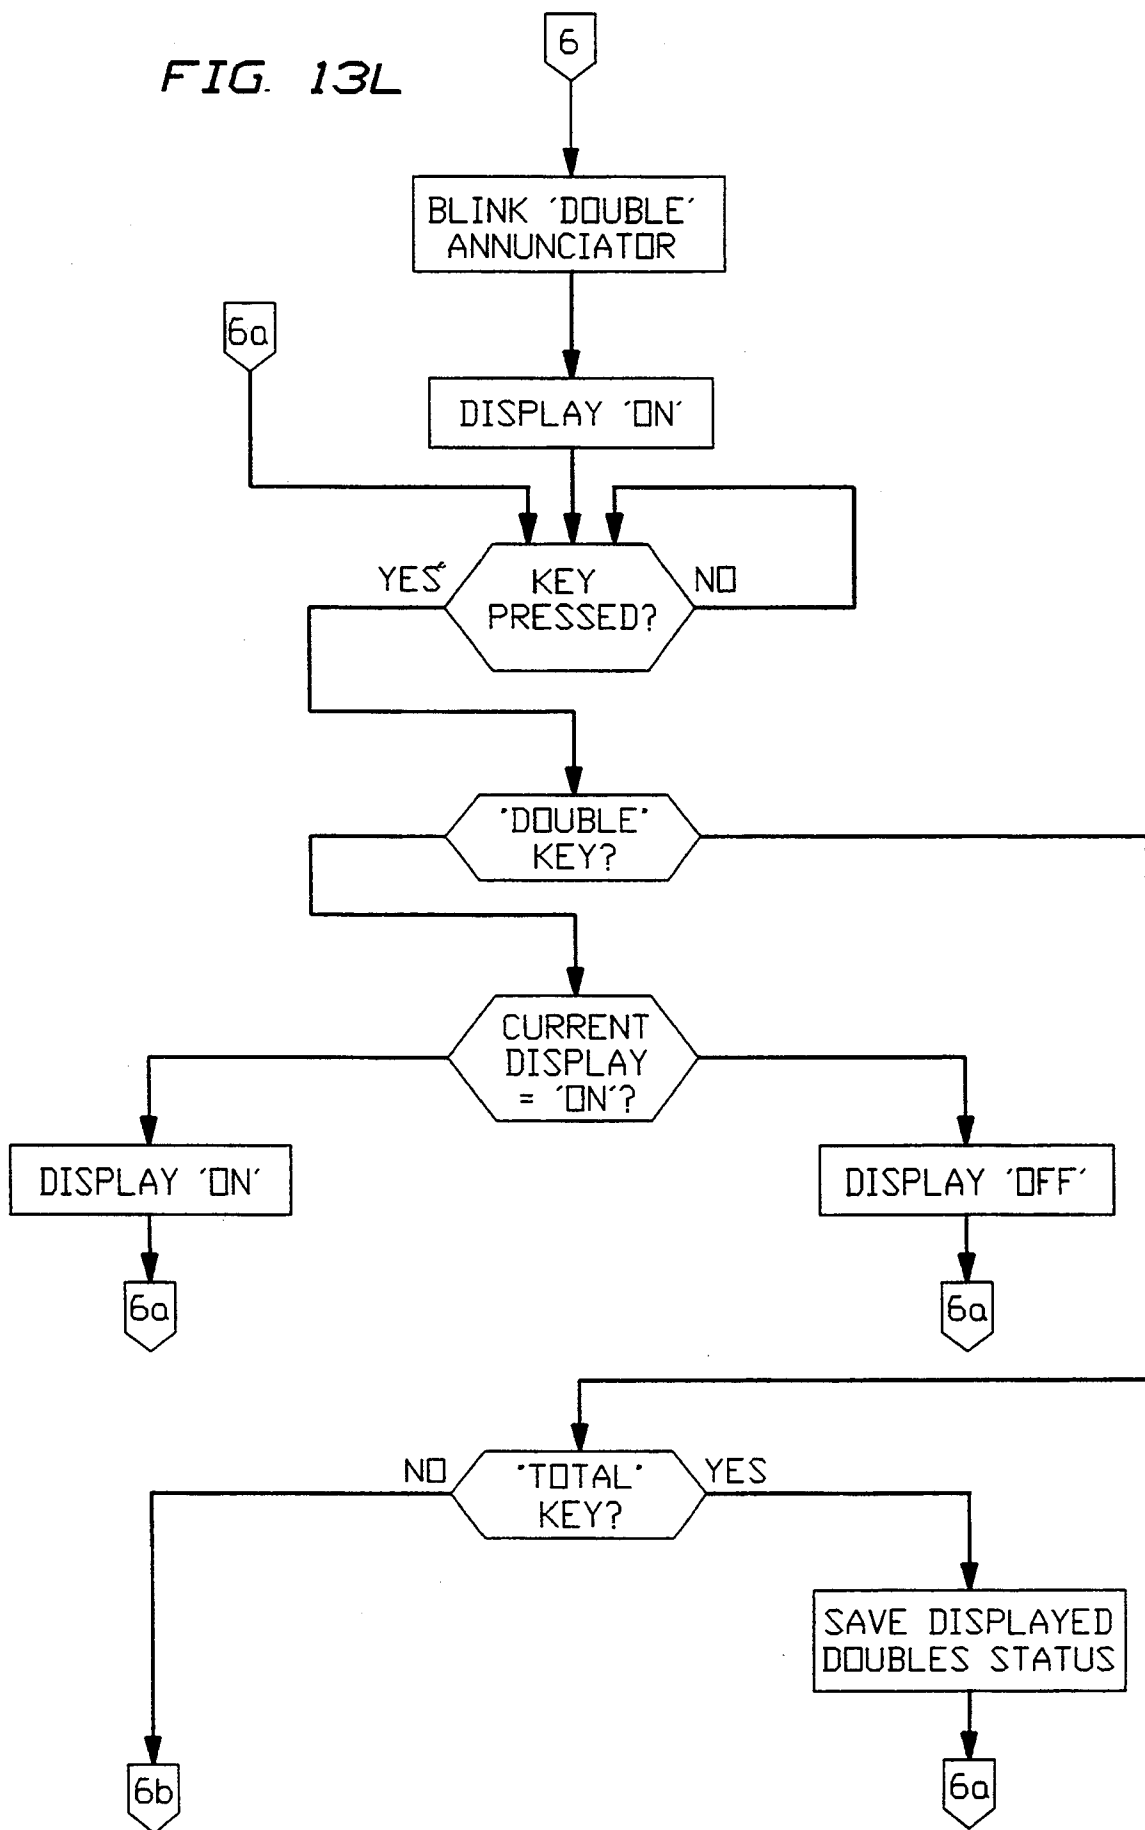 FIG. 13L
6
BLINK 'DOUBLE'
ANNUNCIATOR
6a
DISPLAY 'ON'
YES
KEY
PRESSED?
NO
'DOUBLE'
KEY?
CURRENT
DISPLAY
= 'ON'?
DISPLAY 'ON'
DISPLAY 'OFF'
6a
6a
NO
'TOTAL'
KEY?
YES
SAVE DISPLAYED
DOUBLES STATUS
6b
6a